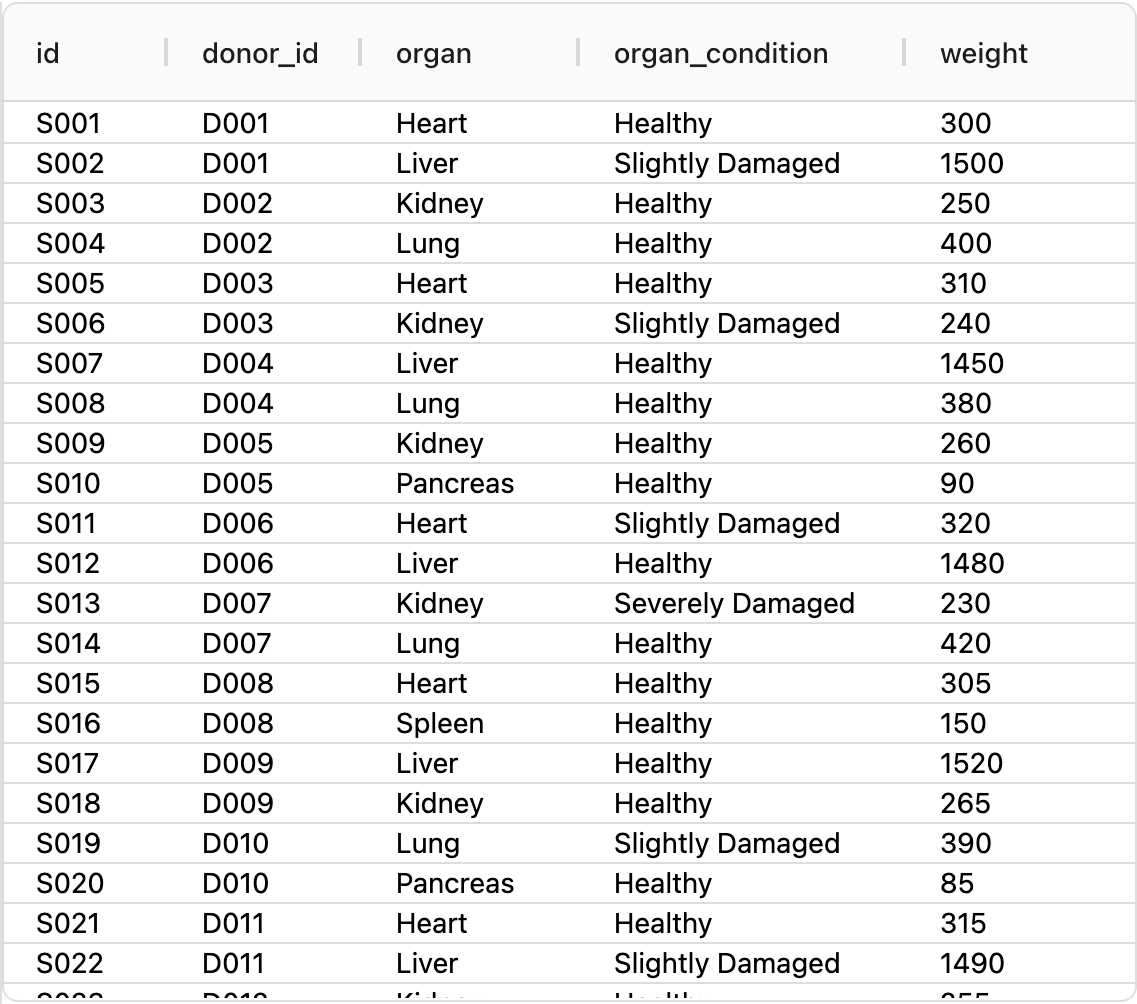 id donor_id organ organ_condition weight
S001 D001 Heart Healthy 300
S002 D001 Liver Slightly Damaged 1500
S003 D002 Kidney Healthy 250
S004 D002 Lung Healthy 400
S005 D003 Heart Healthy 310
S006 D003 Kidney Slightly Damaged 240
S007 D004 Liver Healthy 1450
S008 D004 Lung Healthy 380
S009 D005 Kidney Healthy 260
S010 D005 Pancreas Healthy 90
S011 D006 Heart Slightly Damaged 320
S012 D006 Liver Healthy 1480
S013 D007 Kidney Severely Damaged 230
S014 D007 Lung Healthy 420
S015 D008 Heart Healthy 305
S016 D008 Spleen Healthy 150
S017 D009 Liver Healthy 1520
S018 D009 Kidney Healthy 265
S019 D010 Lung Slightly Damaged 390
S020 D010 Pancreas Healthy 85
S021 D011 Heart Healthy 315
S022 D011 Liver Slightly Damaged 1490